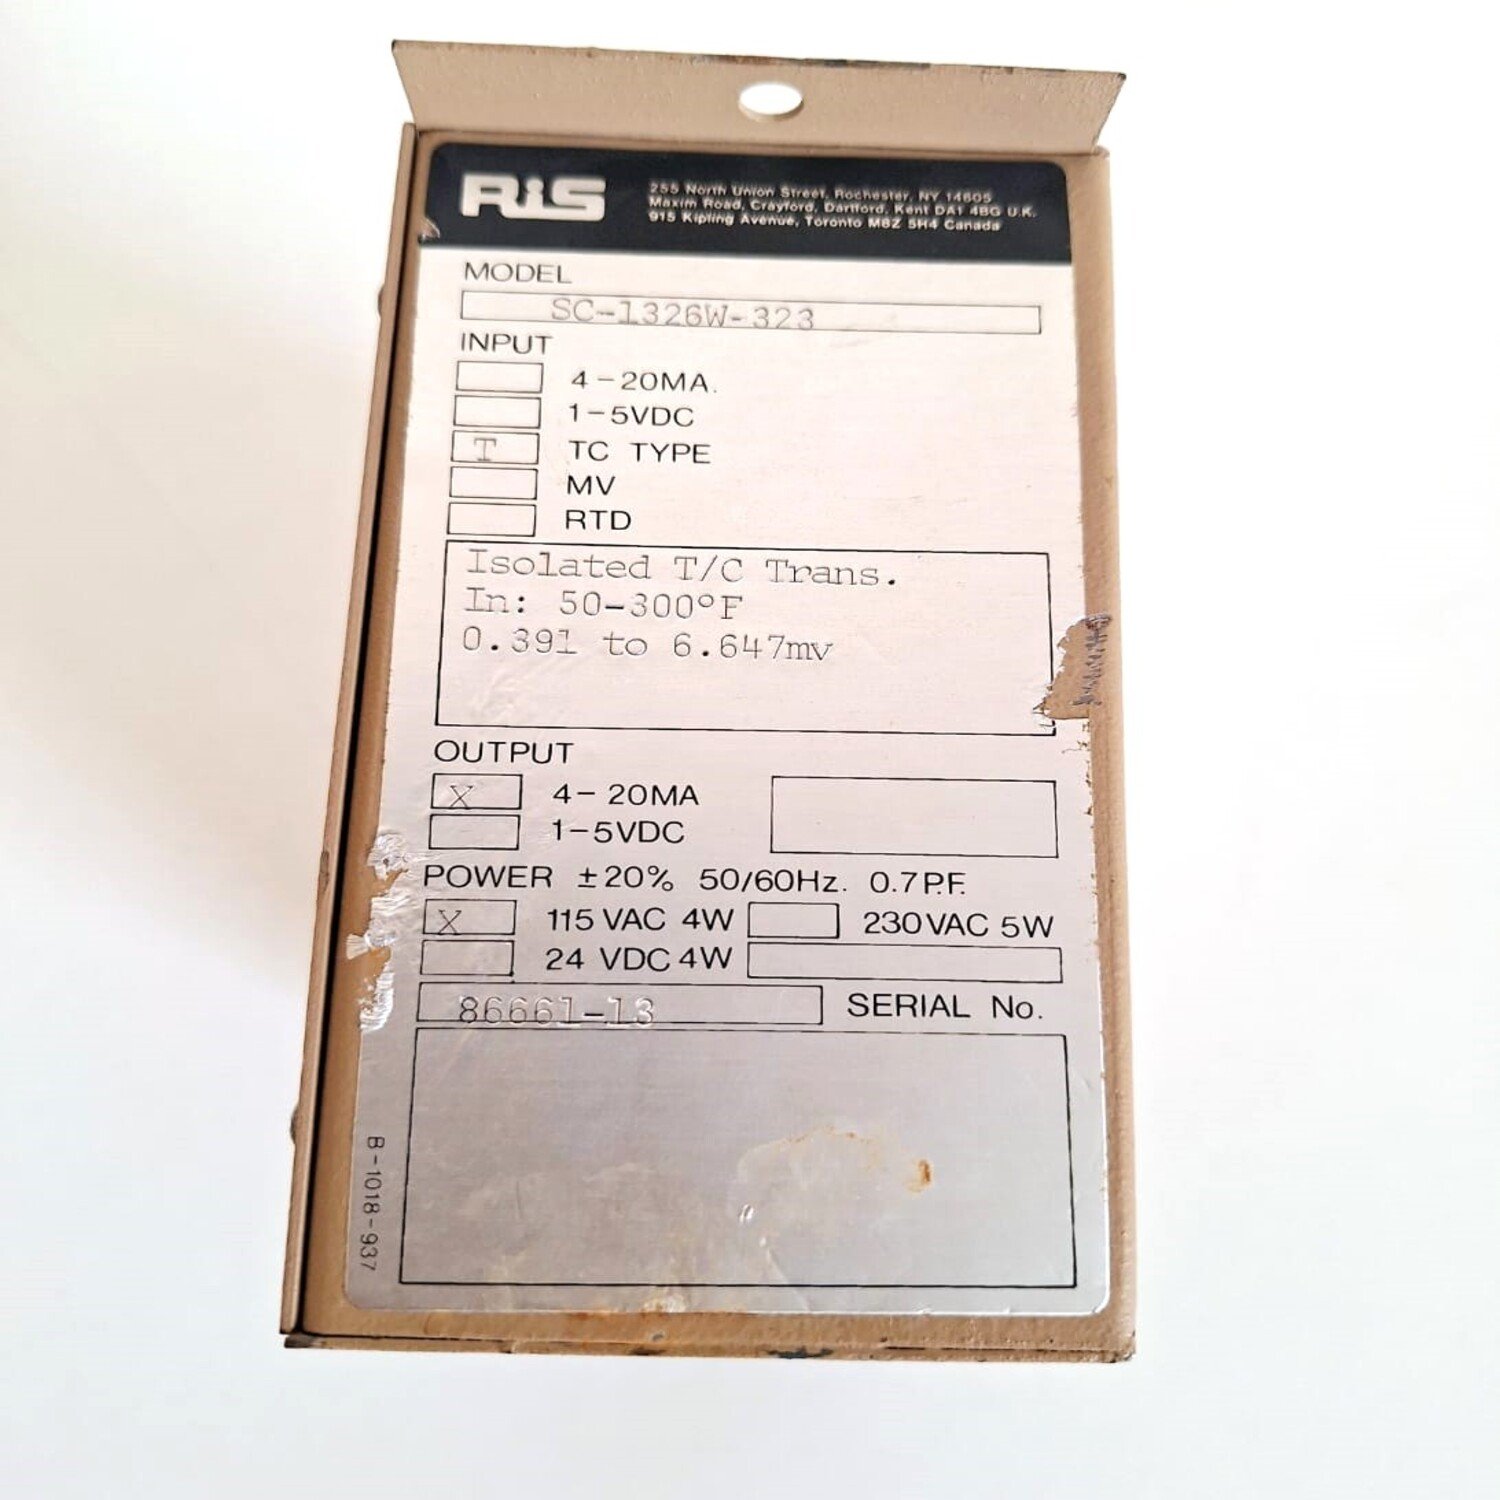 RIS
255 North Union Street, Rochester, NY 14605
Maxim Road, Crayford, Dartford, Kent DA1 4BG U.K.
915 Kipling Avenue, Toronto M8Z 5H4 Canada
MODEL
SC-1326W-323
INPUT
4-20MA.
1-5VDC
T TC TYPE
MV
RTD
Isolated T/C Trans.
In: 50-300°F
0.391 to 6.647mv
OUTPUT
X 4-20MA
1-5VDC
POWER ±20% 50/60Hz. 0.7P.F.
X 115 VAC 4W 230VAC 5W
24 VDC 4W
86661-13 SERIAL No.
B-1018-937